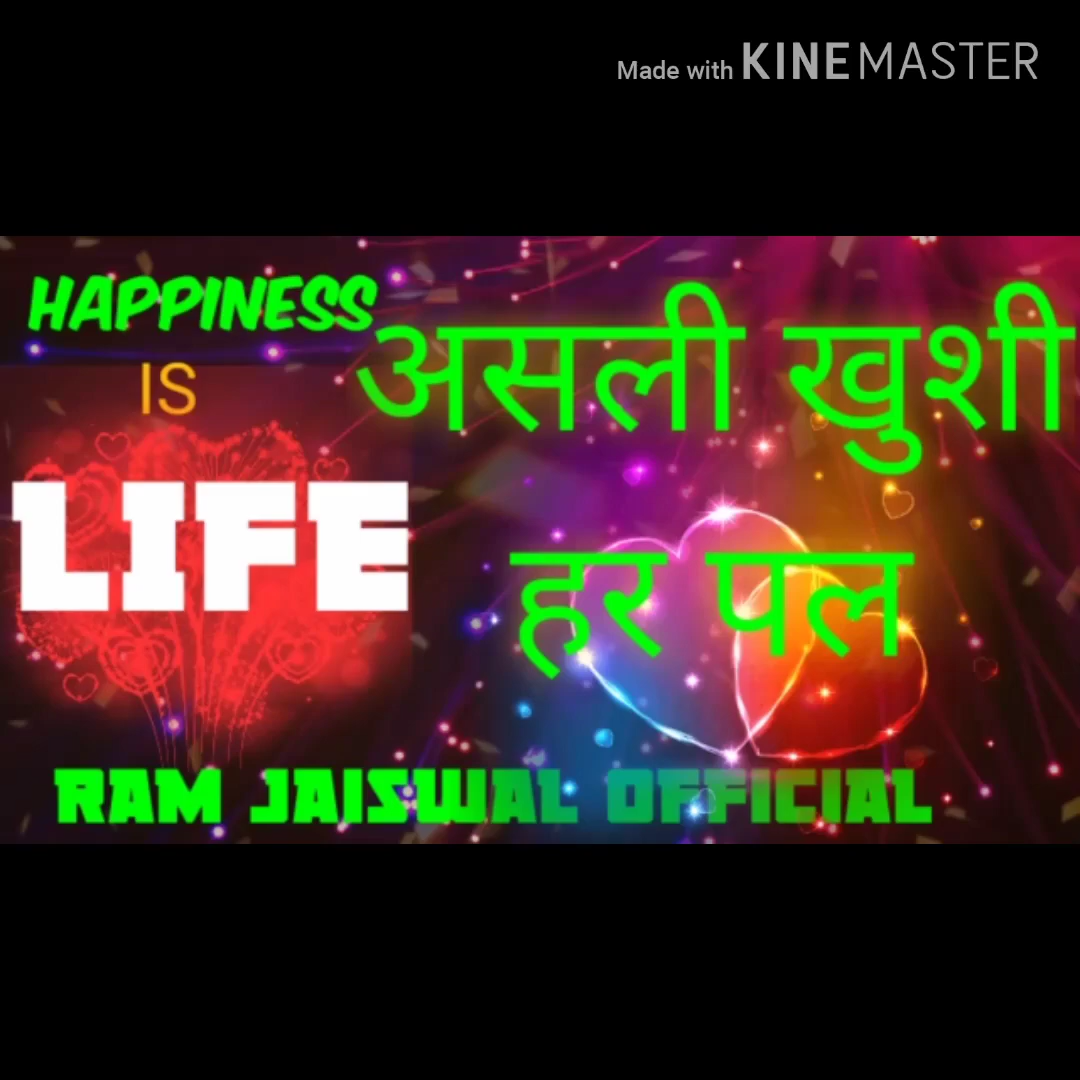 Made with KINEMASTER
HAPPINESS
IS
LIFE
असली खुशी
हर पल
RAM JAISWAL OFFICIAL